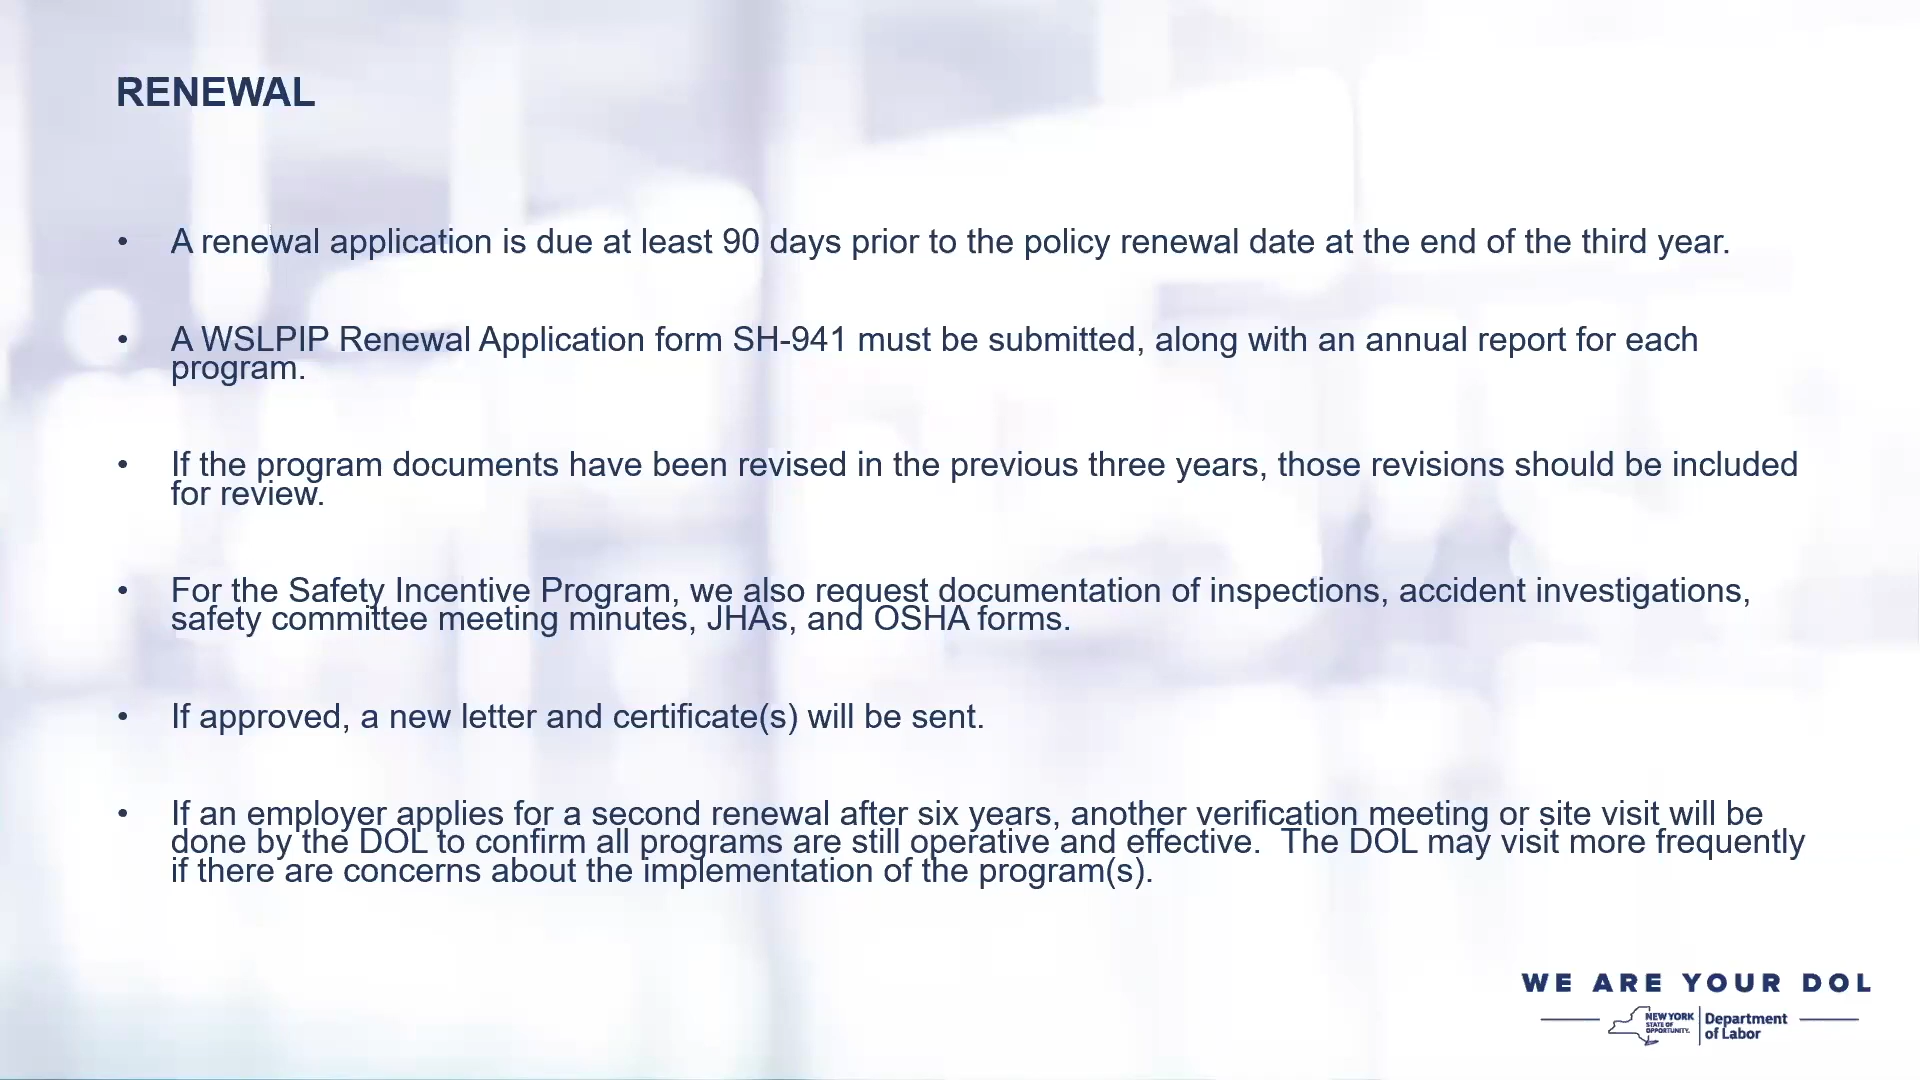 RENEWAL
• A renewal application is due at least 90 days prior to the policy renewal date at the end of the third year.
• A WSLPIP Renewal Application form SH-941 must be submitted, along with an annual report for each
program.
• If the program documents have been revised in the previous three years, those revisions should be included
for review.
• For the Safety Incentive Program, we also request documentation of inspections, accident investigations,
safety committee meeting minutes, JHAs, and OSHA forms.
• If approved, a new letter and certificate(s) will be sent.
• If an employer applies for a second renewal after six years, another verification meeting or site visit will be
done by the DOL to confirm all programs are still operative and effective.  The DOL may visit more frequently
if there are concerns about the implementation of the program(s).
WE ARE YOUR DOL
NEW YORK
STATE OF
OPPORTUNITY.
Department
of Labor